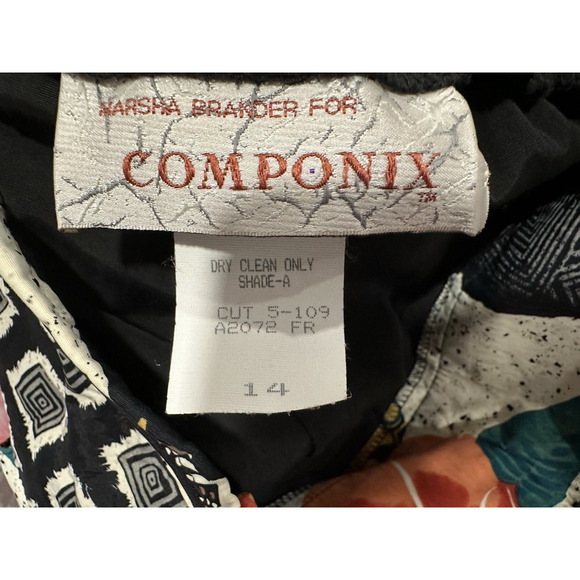 MARSHA BRANDER FOR
COMPONIX
TM
DRY CLEAN ONLY
SHADE-A
CUT 5-109
A2072 FR
14